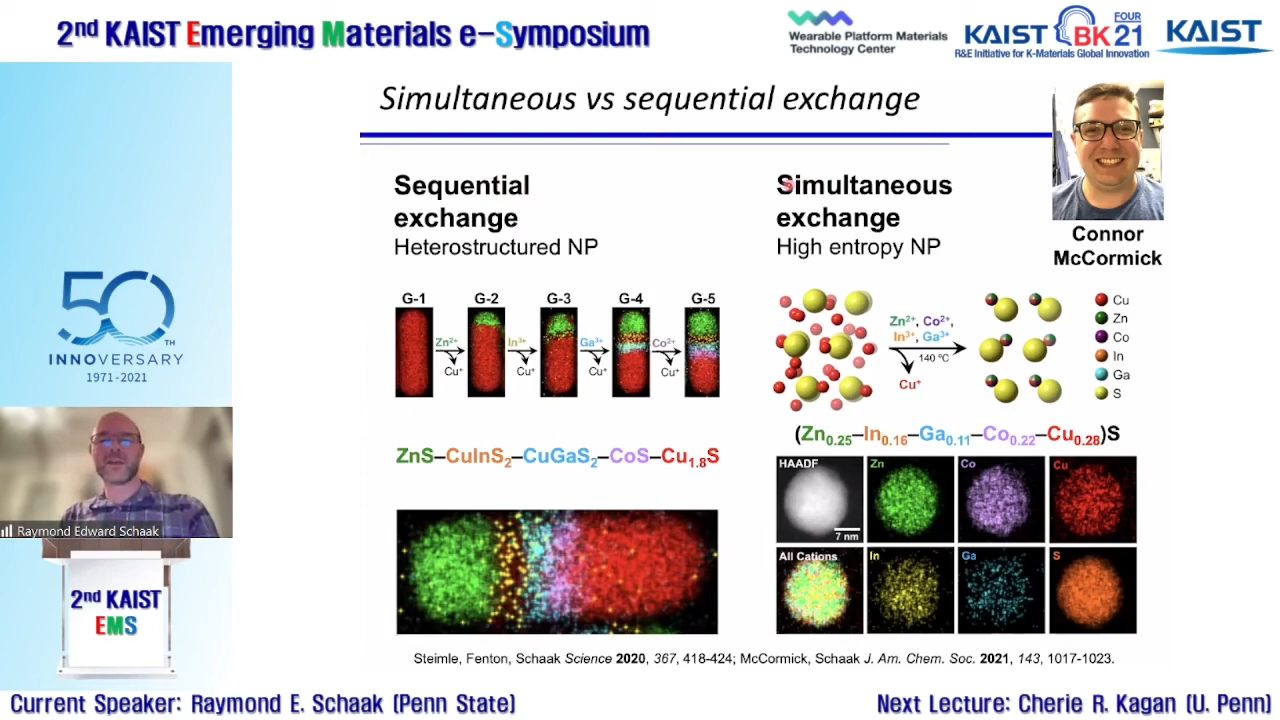 2nd KAIST Emerging Materials e-Symposium
Wearable Platform Materials
Technology Center
KAIST BK21 FOUR
R&E Initiative for K-Materials Global Innovation
KAIST
50TH
INNOVERSARY
1971-2021
Raymond Edward Schaak
2nd KAIST
EMS
Simultaneous vs sequential exchange
Connor
McCormick
Sequential
exchange
Heterostructured NP
G-1 G-2 G-3 G-4 G-5
Zn²⁺ In³⁺ Ga³⁺ Co²⁺
Cu⁺ Cu⁺ Cu⁺ Cu⁺
ZnS–CuInS₂–CuGaS₂–CoS–Cu₁.₈S
Simultaneous
exchange
High entropy NP
Zn²⁺, Co²⁺,
In³⁺, Ga³⁺
140 ºC
Cu⁺
Cu
Zn
Co
In
Ga
S
(Zn₀.₂₅–In₀.₁₆–Ga₀.₁₁–Co₀.₂₂–Cu₀.₂₈)S
HAADF Zn Co Cu
7 nm
All Cations In Ga S
Steimle, Fenton, Schaak Science 2020, 367, 418-424; McCormick, Schaak J. Am. Chem. Soc. 2021, 143, 1017-1023.
Current Speaker: Raymond E. Schaak (Penn State)
Next Lecture: Cherie R. Kagan (U. Penn)